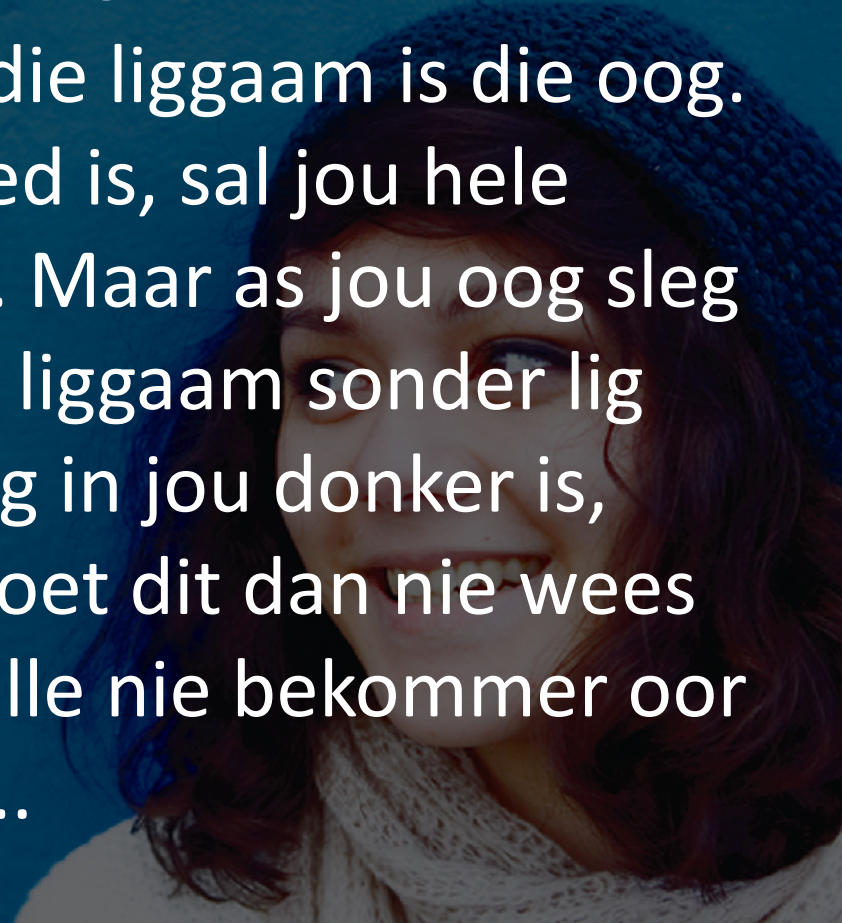 die liggaam is die oog.
ed is, sal jou hele
. Maar as jou oog sleg
liggaam sonder lig
g in jou donker is,
oet dit dan nie wees
lle nie bekommer oor
..